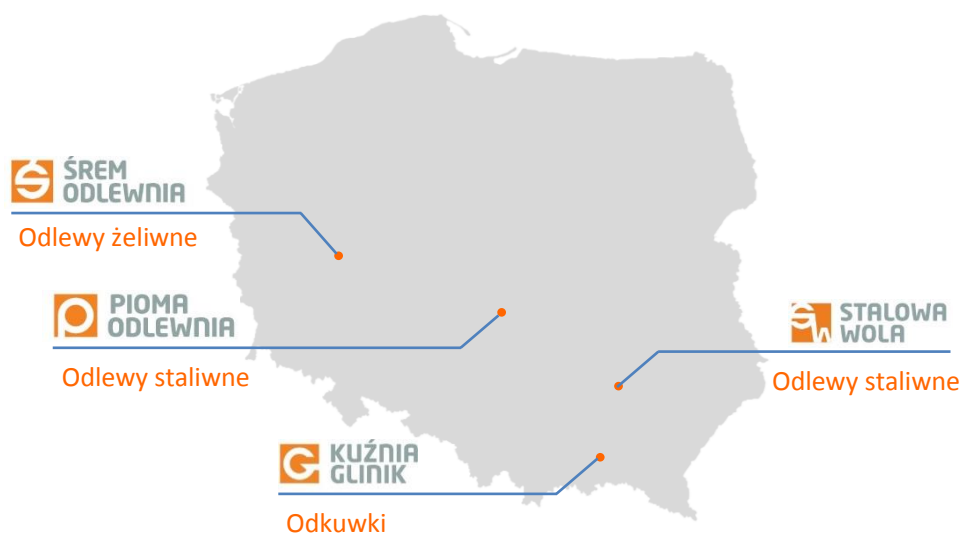 ŚREM
ODLEWNIA
Odlewy żeliwne
PIOMA
ODLEWNIA
Odlewy staliwne
STALOWA
WOLA
Odlewy staliwne
KUŹNIA
GLINIK
Odkuwki